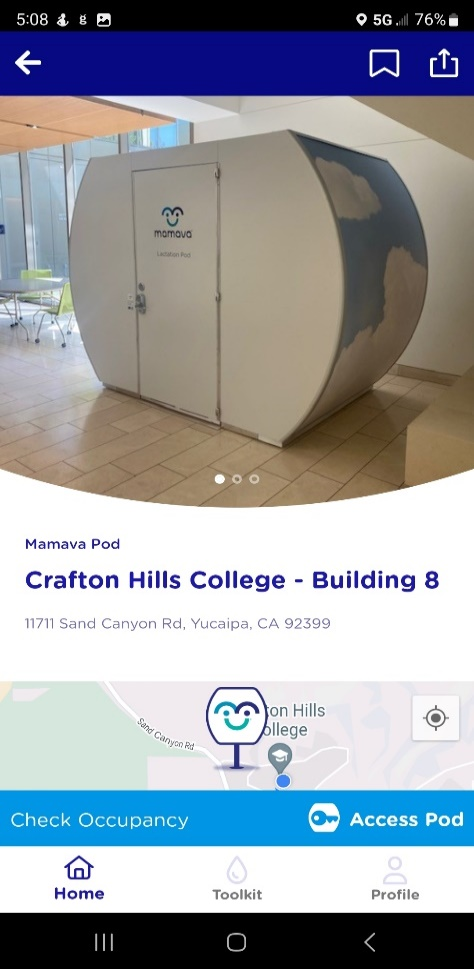 5:08 g 5G 76%
mamava
Lactation Pod
Mamava Pod
Crafton Hills College - Building 8
11711 Sand Canyon Rd, Yucaipa, CA 92399
Sand Canyon Rd
ton Hills
ollege
Check Occupancy Access Pod
Home Toolkit Profile